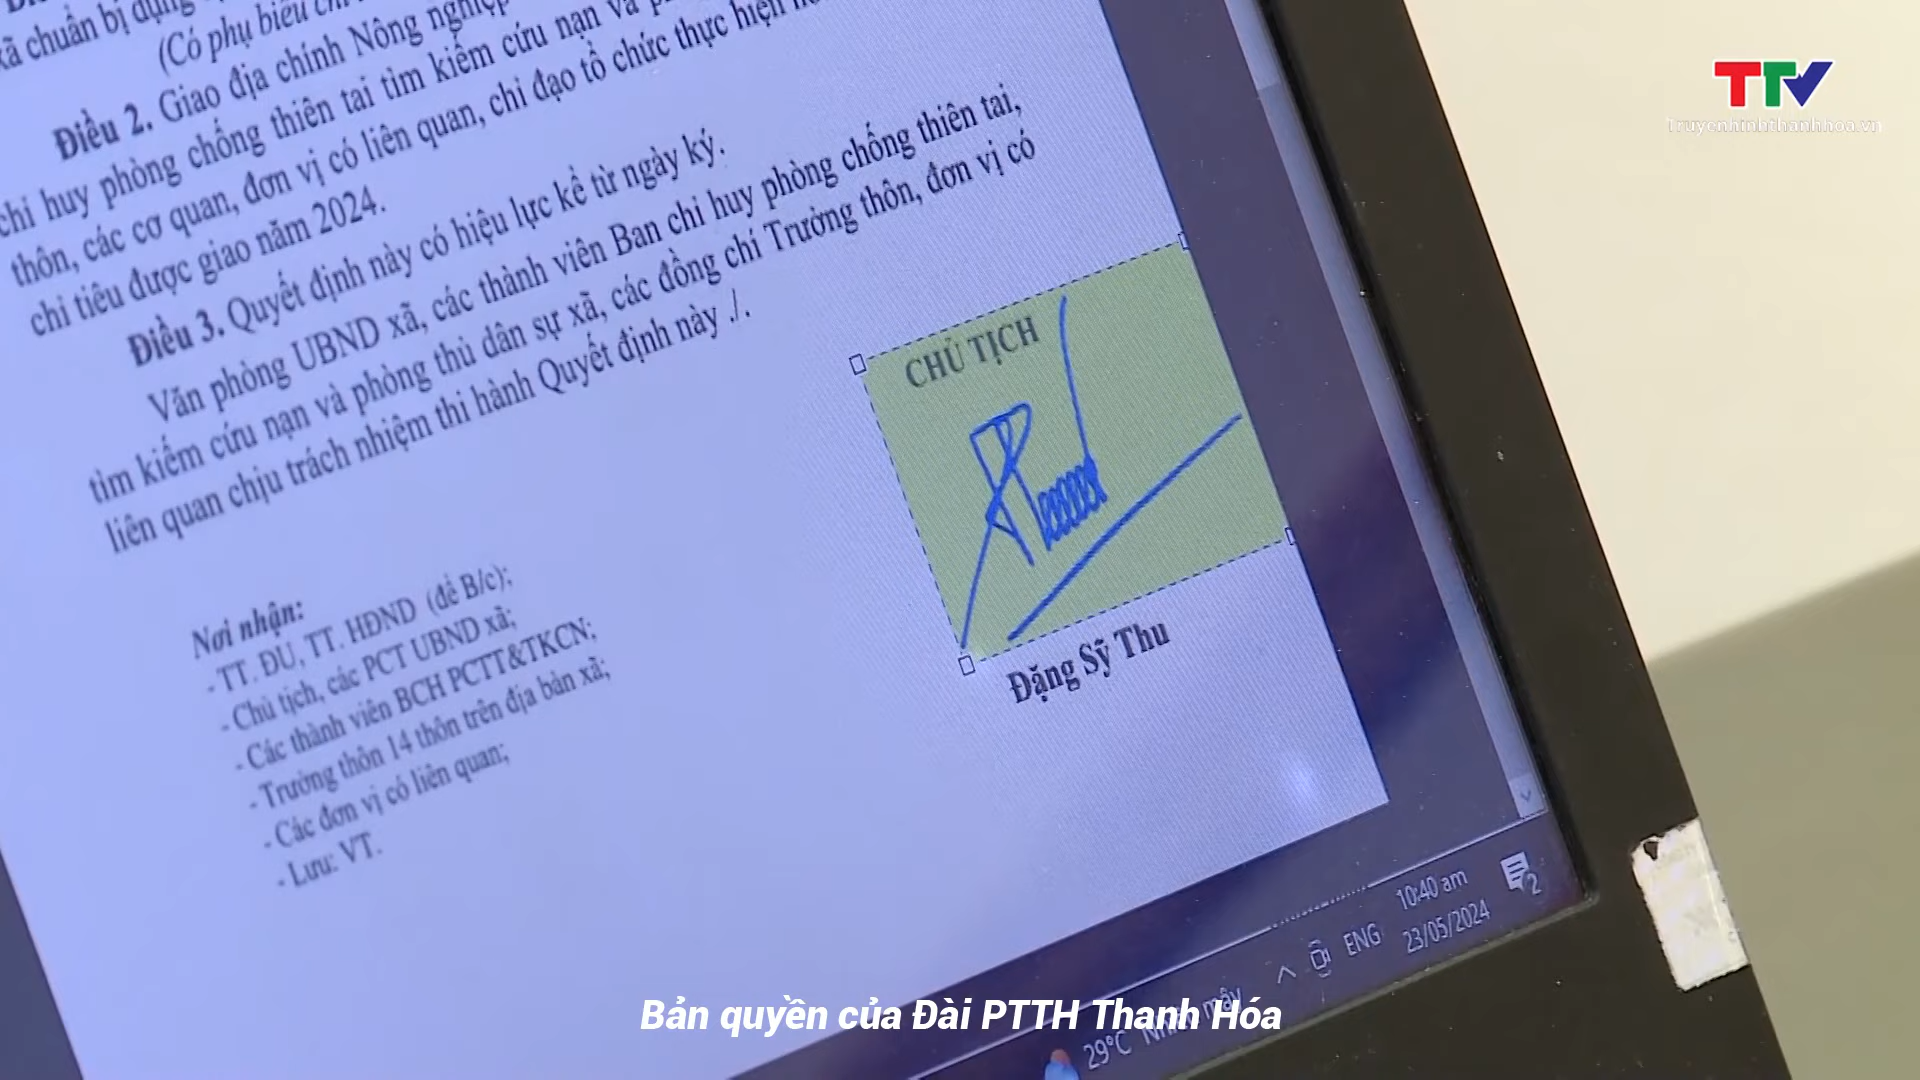 xã chuẩn bị
(Có phụ biểu chi
Điều 2. Giao địa chính Nông nghiệp
chỉ huy phòng chống thiên tai tìm kiếm cứu nạn và
thôn, các cơ quan, đơn vị có liên quan, chỉ đạo tổ chức thực hiện
chỉ tiêu được giao năm 2024.
Điều 3. Quyết định này có hiệu lực kể từ ngày ký.
Văn phòng UBND xã, các thành viên Ban chỉ huy phòng chống thiên tai,
tìm kiếm cứu nạn và phòng thủ dân sự xã, các đồng chí Trưởng thôn, đơn vị có
liên quan chịu trách nhiệm thi hành Quyết định này ./.
CHỦ TỊCH
Đặng Sỹ Thu
Nơi nhận:
- TT. ĐU, TT. HĐND (để B/c);
- Chủ tịch, các PCT UBND xã;
- Các thành viên BCH PCTT&TKCN;
- Trưởng thôn 14 thôn trên địa bàn xã;
- Các đơn vị có liên quan;
- Lưu: VT.
TTV
Truyenhinhthanhhoa.vn
10:40 am
ENG
23/05/2024
2
29°C Nhiều mây
Bản quyền của Đài PTTH Thanh Hóa